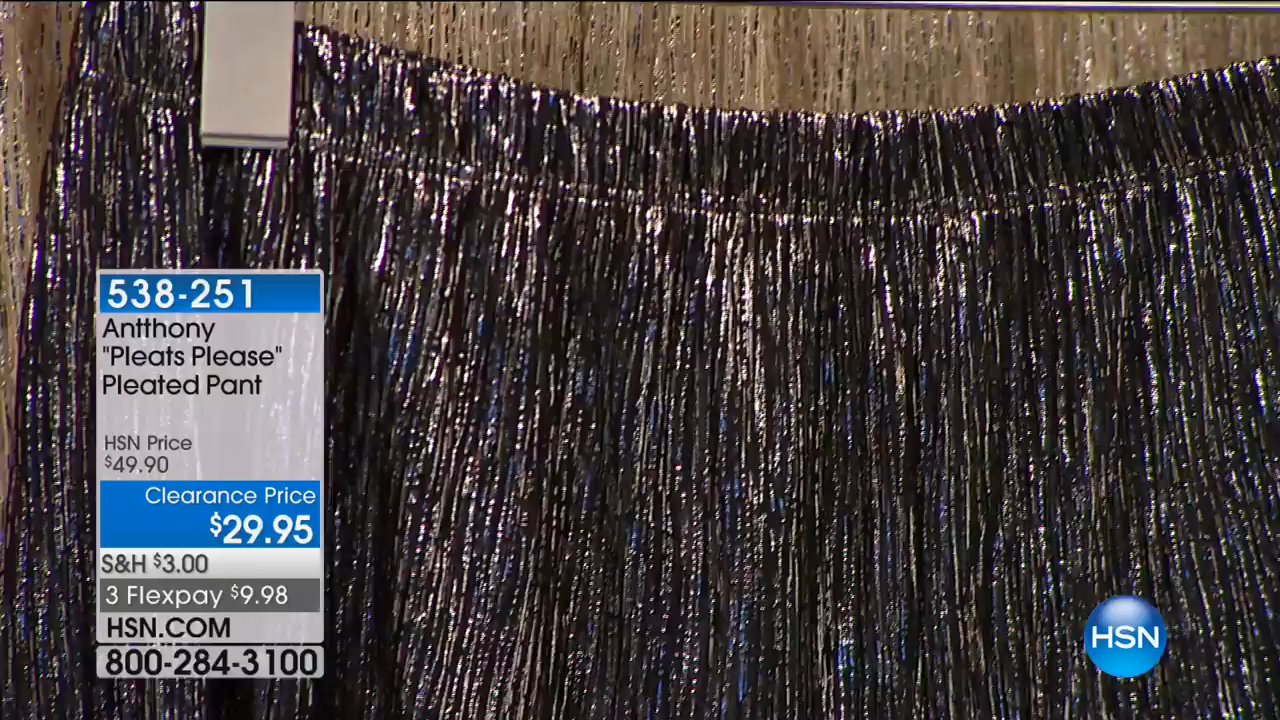 538-251
Antthony
"Pleats Please"
Pleated Pant
HSN Price
$49.90
Clearance Price
$29.95
S&H $3.00
3 Flexpay $9.98
HSN.COM
800-284-3100
HSN